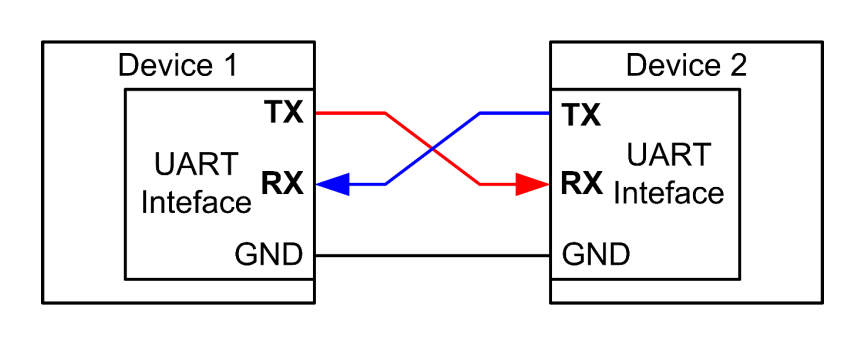 Device 1
TX
UART
Inteface
RX
GND
Device 2
TX
UART
Inteface
RX
GND